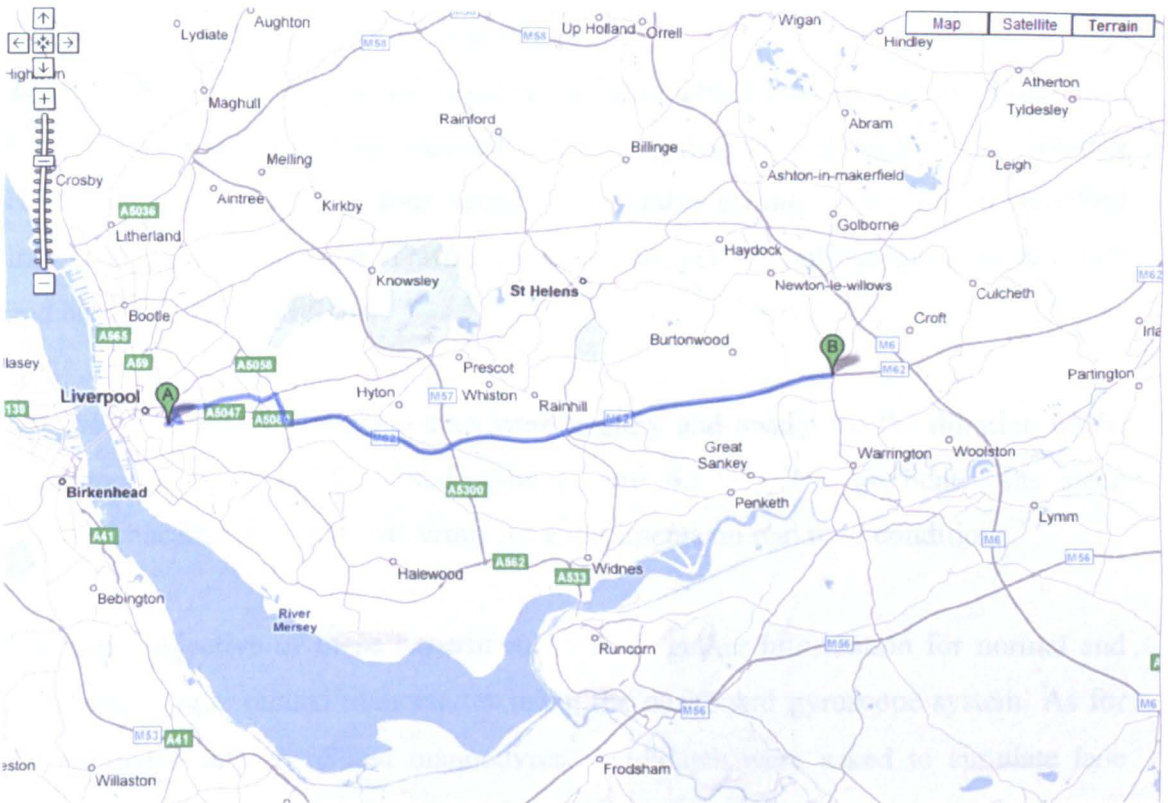 Map Satellite Terrain
Aughton
Lydiate
M58
M58
Up Holland
Orrell
Wigan
Hindley
Atherton
Tyldesley
Maghull
Rainford
Abram
Billinge
Leigh
Melling
Ashton-in-makerfield
Crosby
Aintree
Kirkby
A5036
Litherland
Golborne
Haydock
Knowsley
St Helens
Newton-le-willows
M62
Culcheth
Bootle
A565
Croft
Burtonwood
B
M6
A59
A5058
Prescot
M62
Partington
Hyton
M57
Whiston
Rainhill
Liverpool
A
A5047
M62
M62
Great
Sankey
Warrington
Woolston
Birkenhead
A5300
Penketh
Lymm
A41
M6
M56
A562
Halewood
A533
Widnes
Bebington
River
Mersey
Runcorn
M56
M56
M6
M53
A41
Willaston
Frodsham